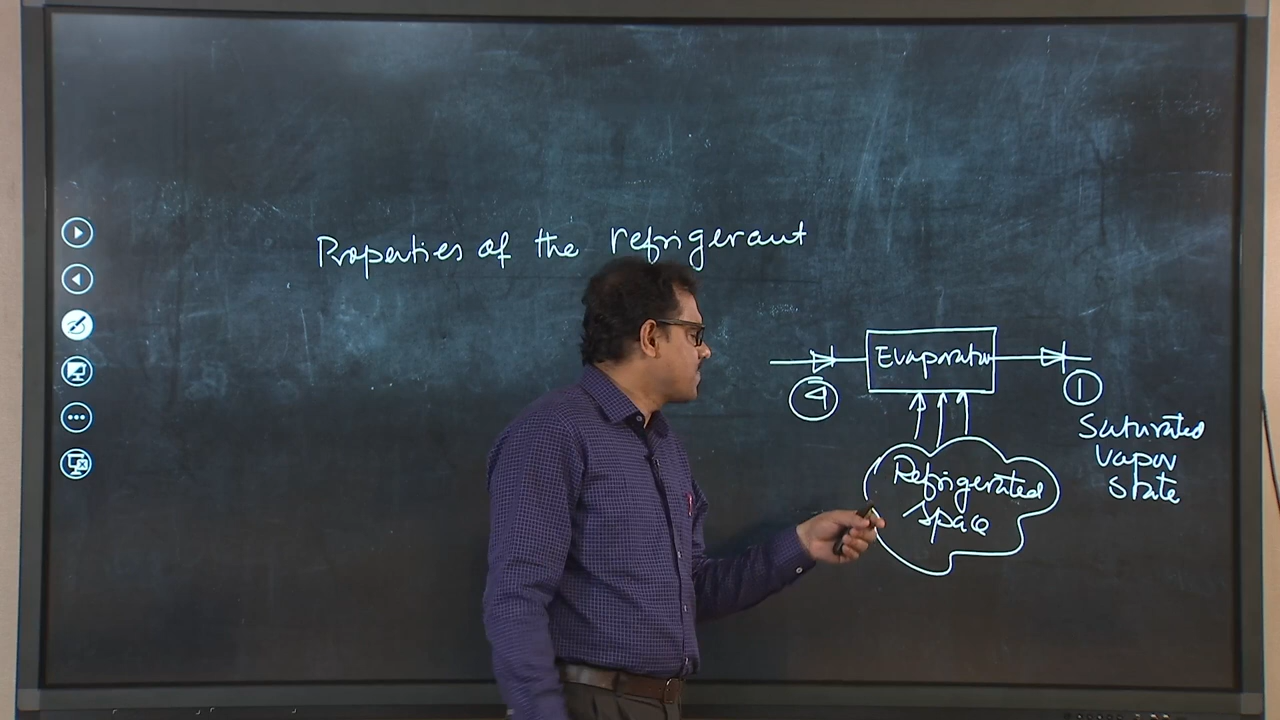 Properties of the refrigerant
Evaporator
4
1
Saturated
vapor
state
Refrigerated
space